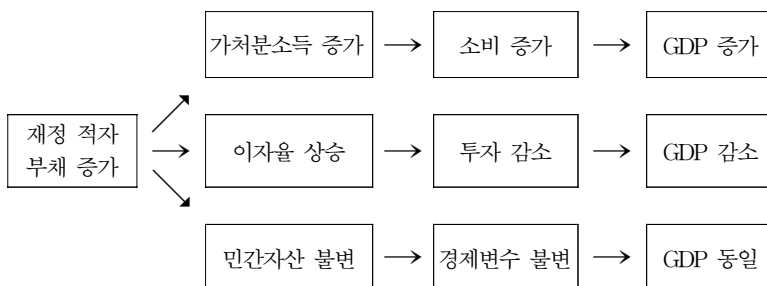 가처분소득 증가 → 소비 증가 → GDP 증가
재정 적자
부채 증가
이자율 상승 → 투자 감소 → GDP 감소
민간자산 불변 → 경제변수 불변 → GDP 동일